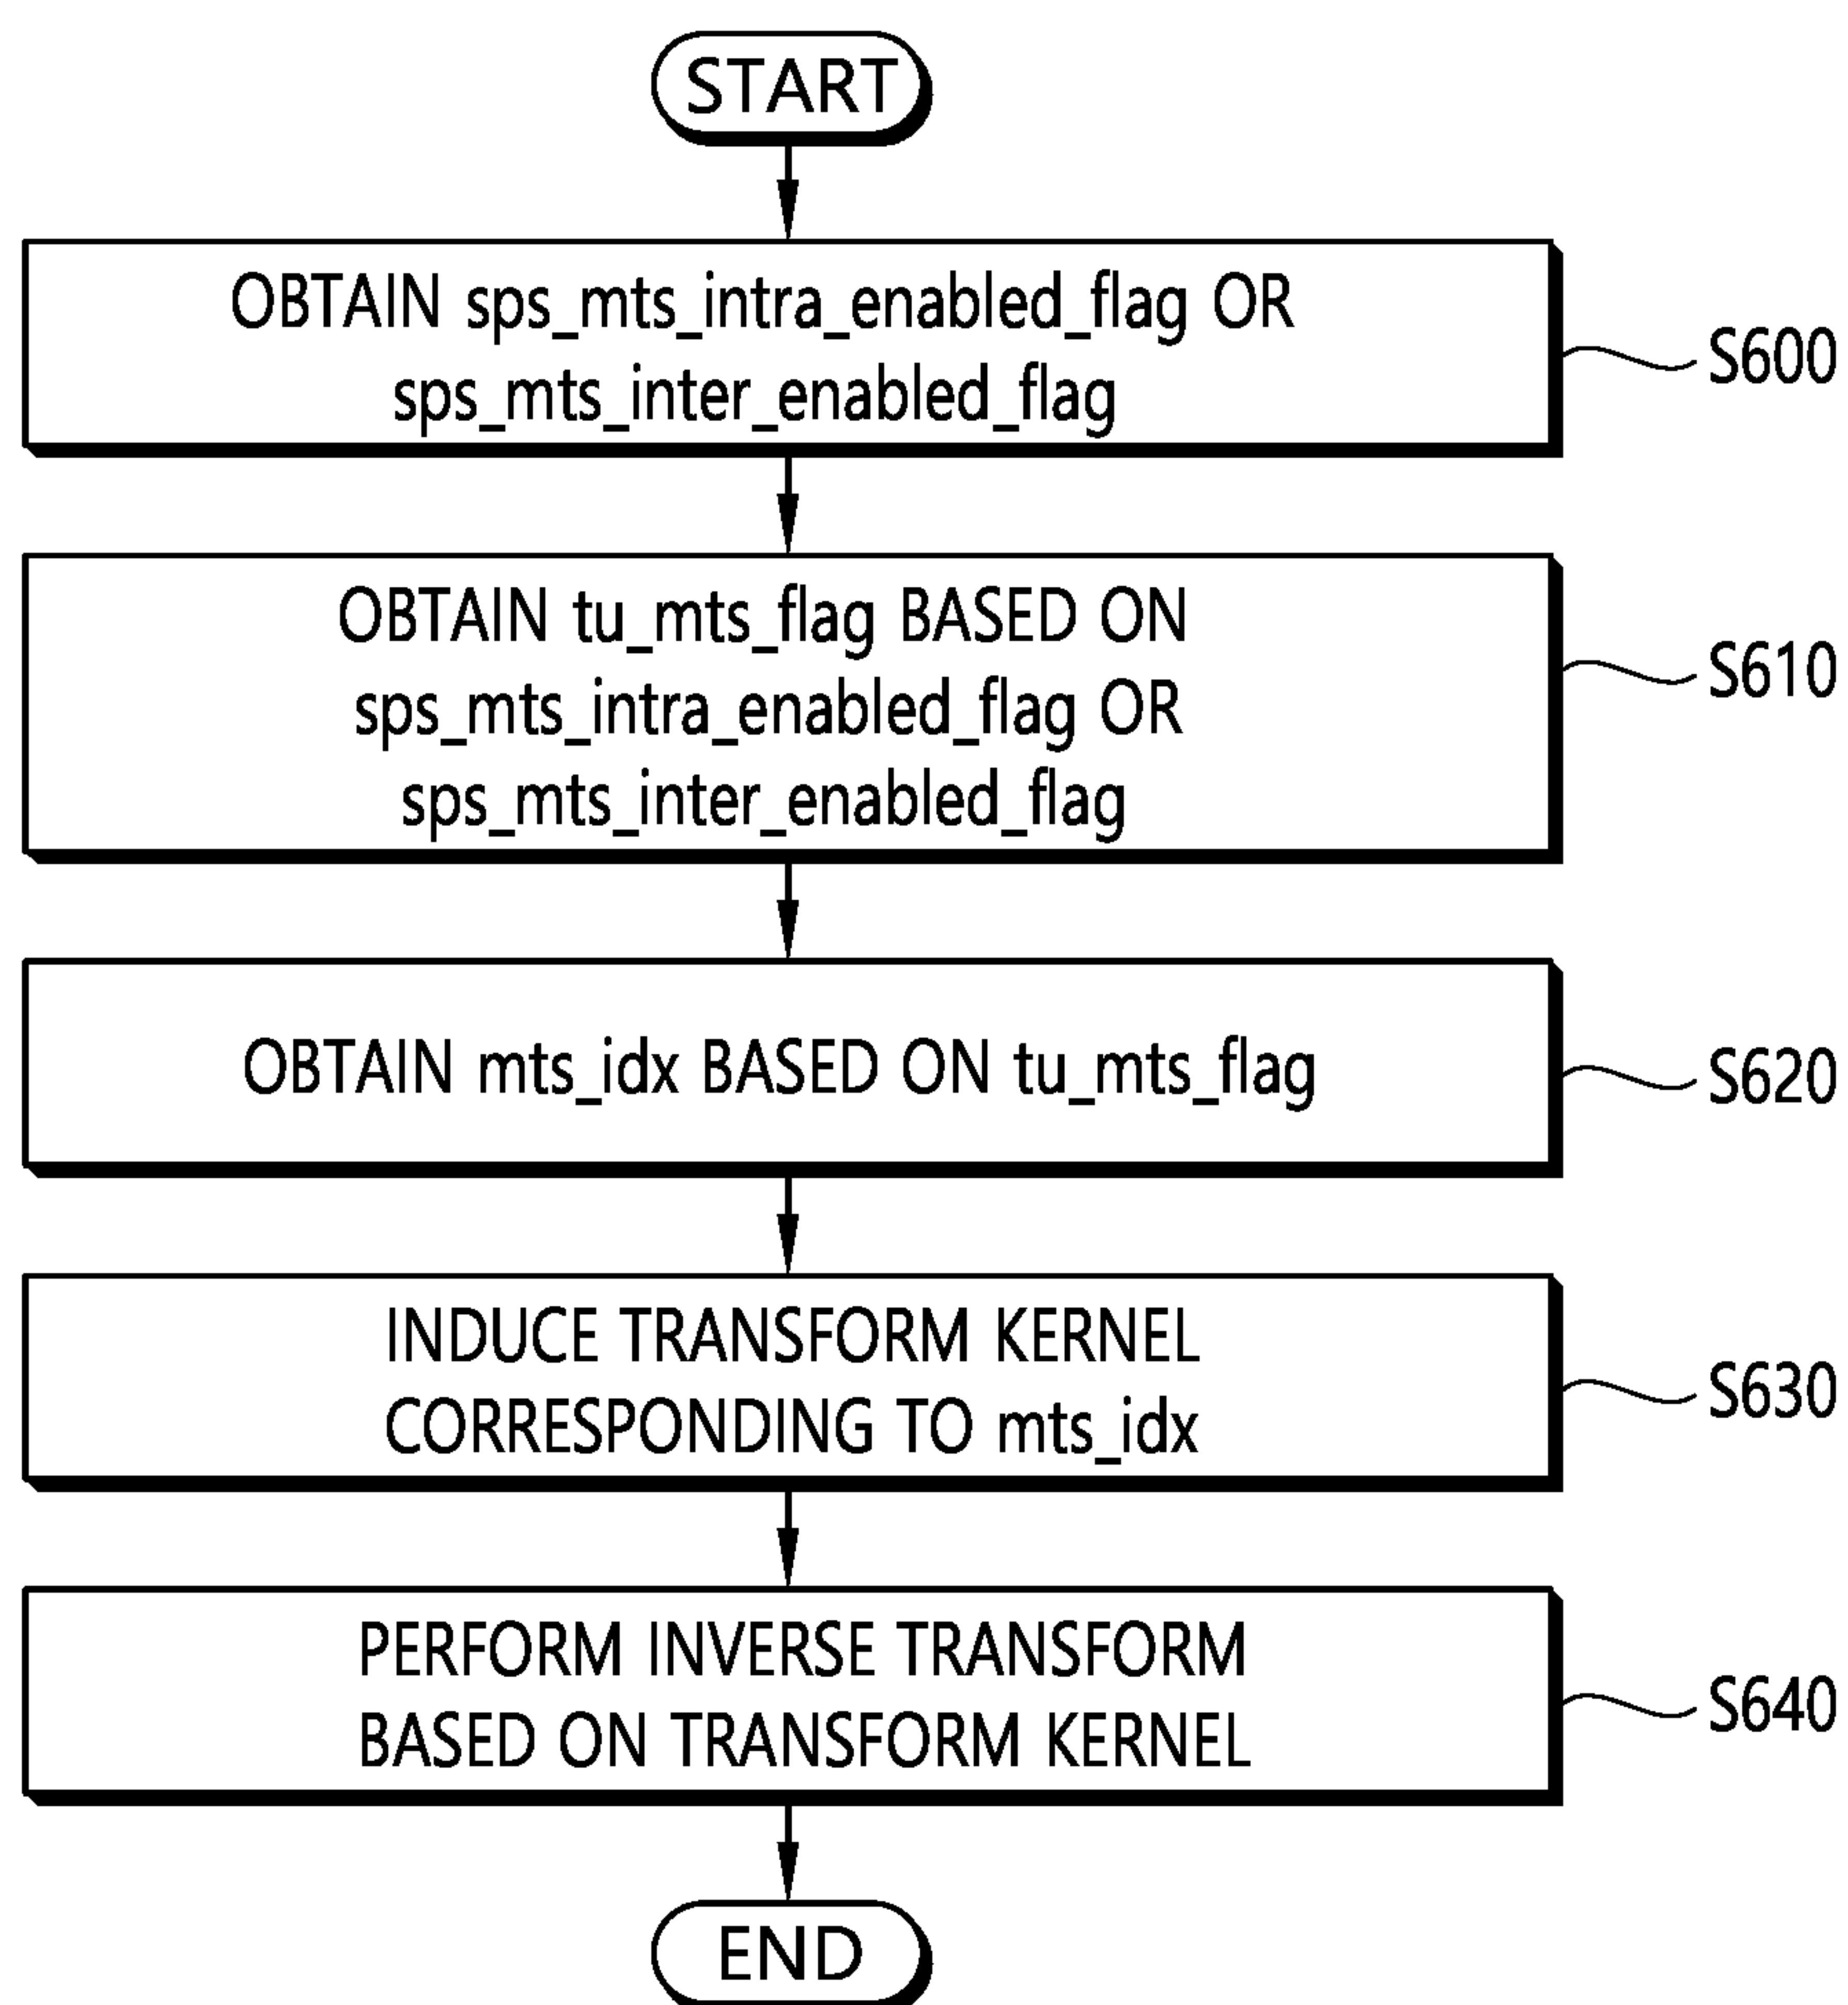 START
OBTAIN sps_mts_intra_enabled_flag OR
sps_mts_inter_enabled_flag
S600
OBTAIN tu_mts_flag BASED ON
sps_mts_intra_enabled_flag OR
sps_mts_inter_enabled_flag
S610
OBTAIN mts_idx BASED ON tu_mts_flag
S620
INDUCE TRANSFORM KERNEL
CORRESPONDING TO mts_idx
S630
PERFORM INVERSE TRANSFORM
BASED ON TRANSFORM KERNEL
S640
END